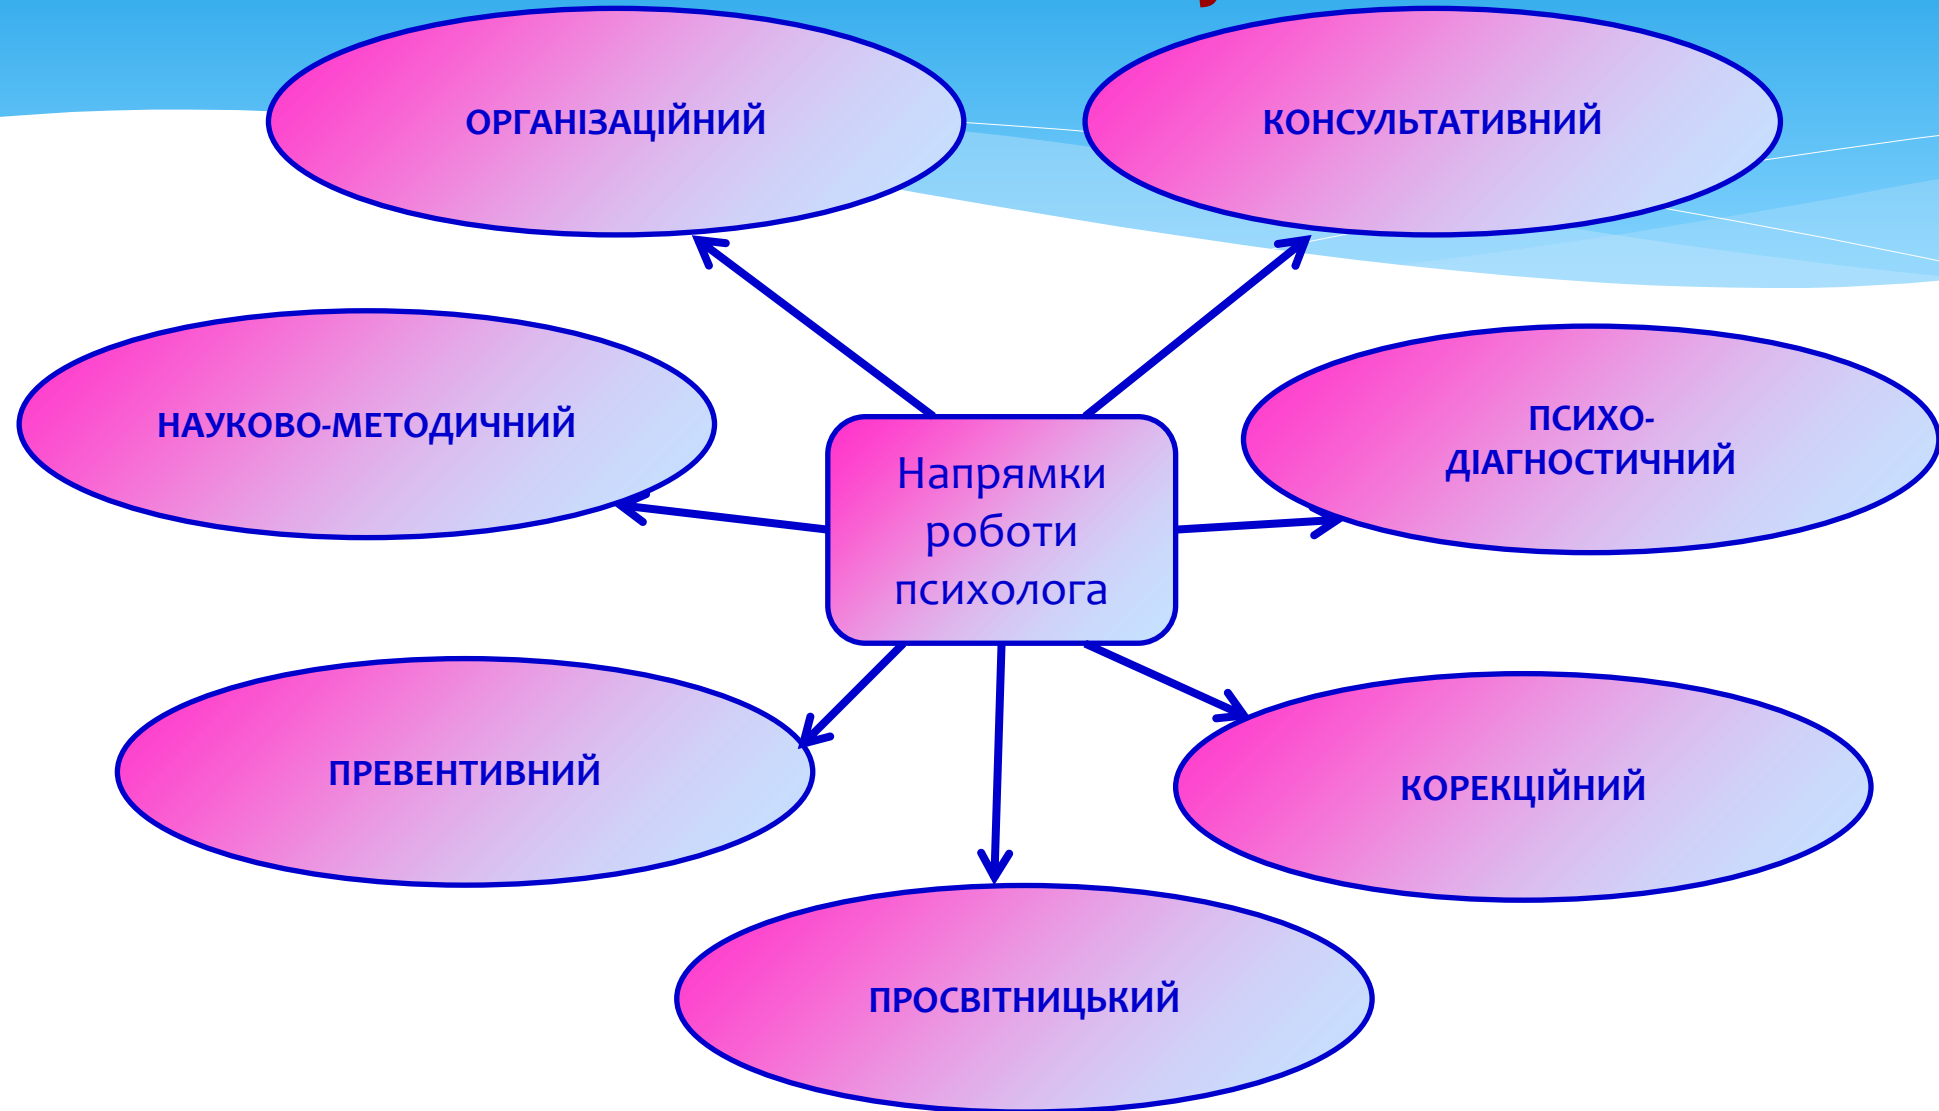 ОРГАНІЗАЦІЙНИЙ
КОНСУЛЬТАТИВНИЙ
НАУКОВО-МЕТОДИЧНИЙ
ПСИХО-
ДІАГНОСТИЧНИЙ
Напрямки
роботи
психолога
ПРЕВЕНТИВНИЙ
КОРЕКЦІЙНИЙ
ПРОСВІТНИЦЬКИЙ